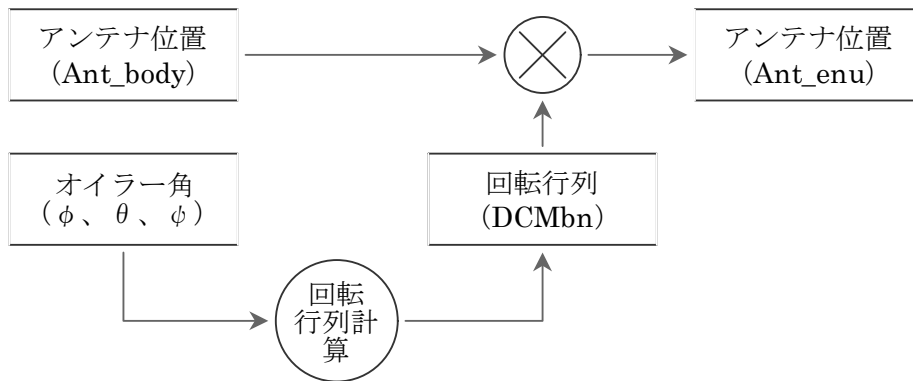 アンテナ位置
(Ant_body)
アンテナ位置
(Ant_enu)
オイラー角
(φ、θ、ψ)
回転行列
(DCMbn)
回転
行列計
算